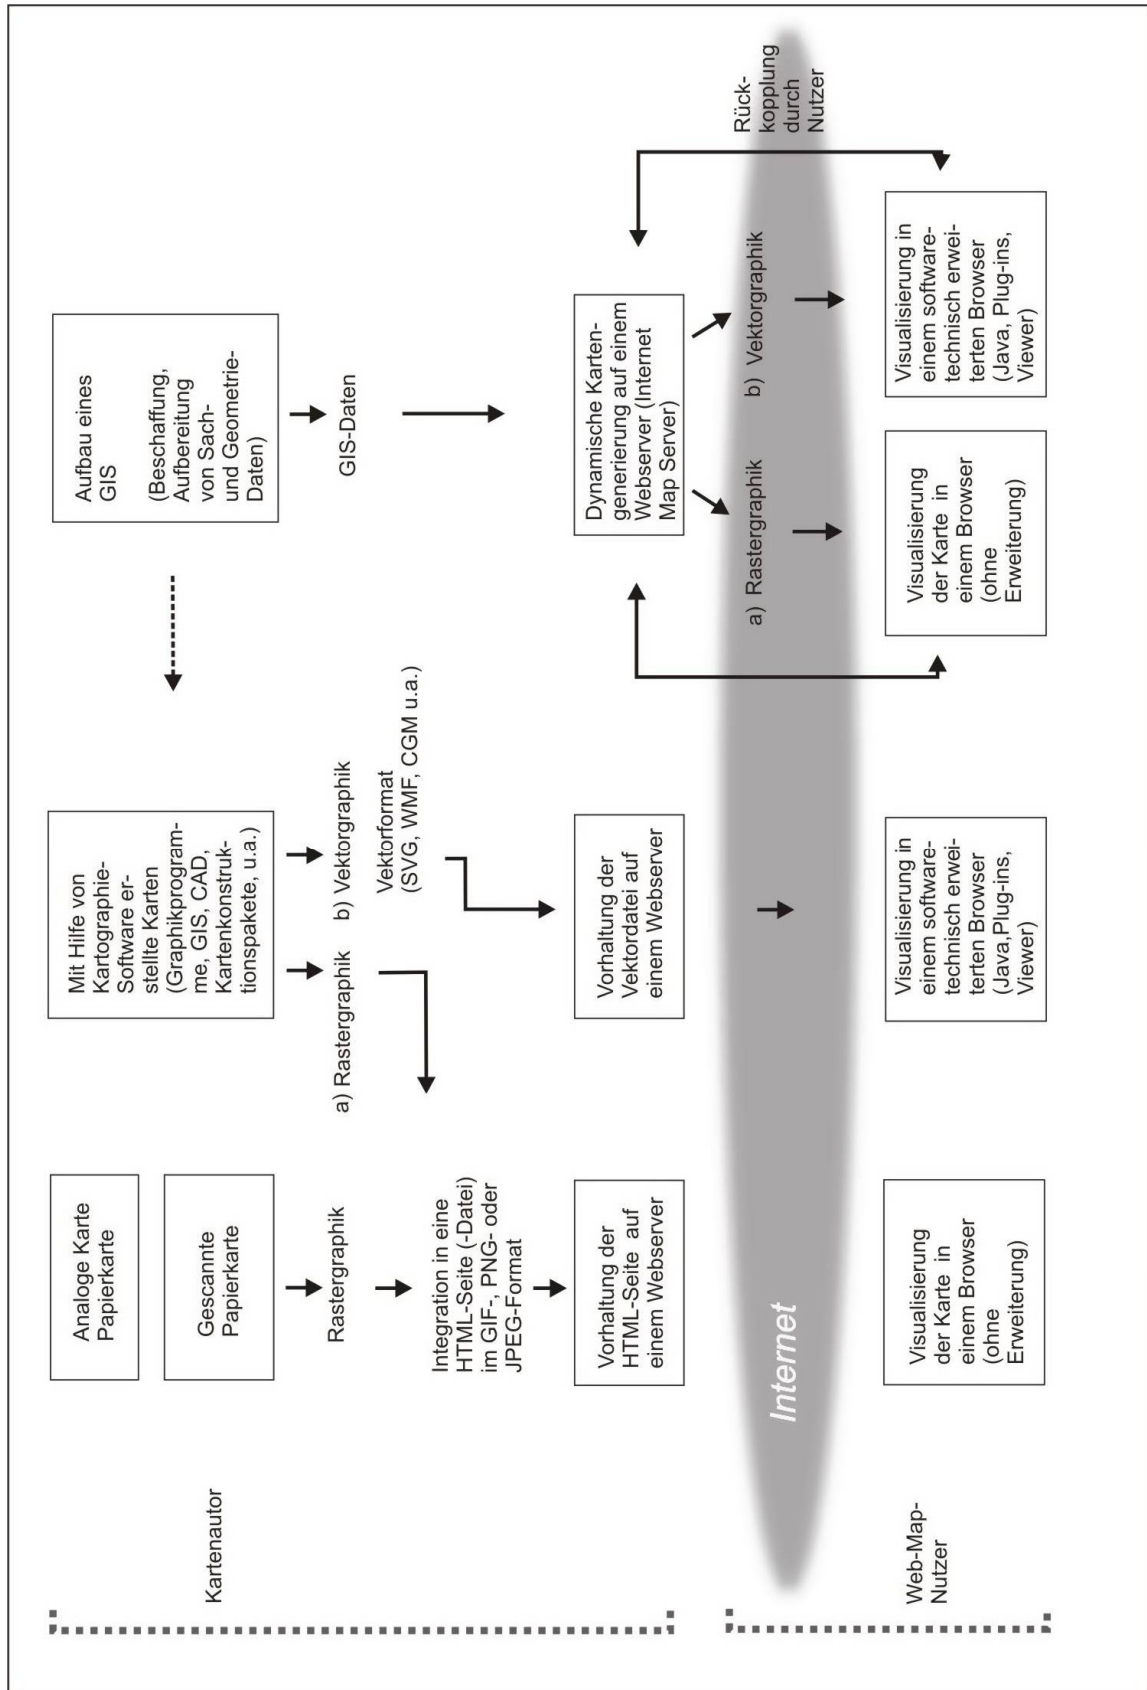 Kartenautor
Analoge Karte
Papierkarte
Gescannte
Papierkarte
Rastergraphik
Integration in eine
HTML-Seite (-Datei)
im GIF-, PNG- oder
JPEG-Format
Vorhaltung der
HTML-Seite auf
einem Webserver
Mit Hilfe von
Kartographie-
Software er-
stellte Karten
(Graphikprogram-
me, GIS, CAD,
Kartenkonstruk-
tionspakete, u.a.)
a) Rastergraphik
b) Vektorgraphik
Vektorformat
(SVG, WMF, CGM u.a.)
Vorhaltung der
Vektordatei auf
einem Webserver
Aufbau eines
GIS
(Beschaffung,
Aufbereitung
von Sach-
und Geometrie-
Daten)
GIS-Daten
Dynamische Karten-
generierung auf einem
Webserver (Internet
Map Server)
a) Rastergraphik
b) Vektorgraphik
Rück-
kopplung
durch
Nutzer
Internet
Web-Map-
Nutzer
Visualisierung
der Karte in
einem Browser
(ohne
Erweiterung)
Visualisierung in
einem software-
technisch erwei-
terten Browser
(Java,Plug-ins,
Viewer)
Visualisierung
der Karte in
einem Browser
(ohne
Erweiterung)
Visualisierung in
einem software-
technisch erwei-
terten Browser
(Java, Plug-ins,
Viewer)